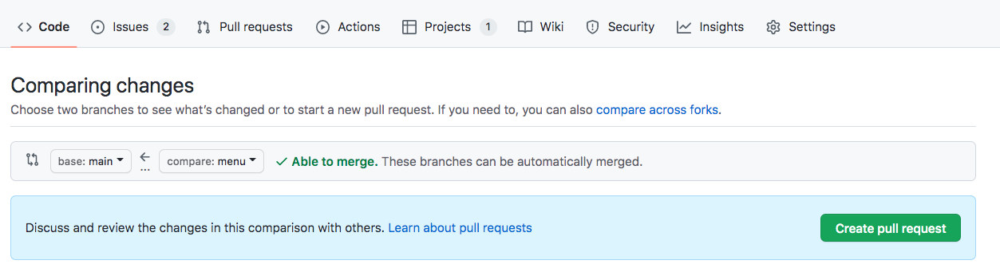 Code Issues 2 Pull requests Actions Projects 1 Wiki Security Insights Settings
Comparing changes
Choose two branches to see what’s changed or to start a new pull request. If you need to, you can also compare across forks.
base: main ← ... compare: menu ✓ Able to merge. These branches can be automatically merged.
Discuss and review the changes in this comparison with others. Learn about pull requests Create pull request